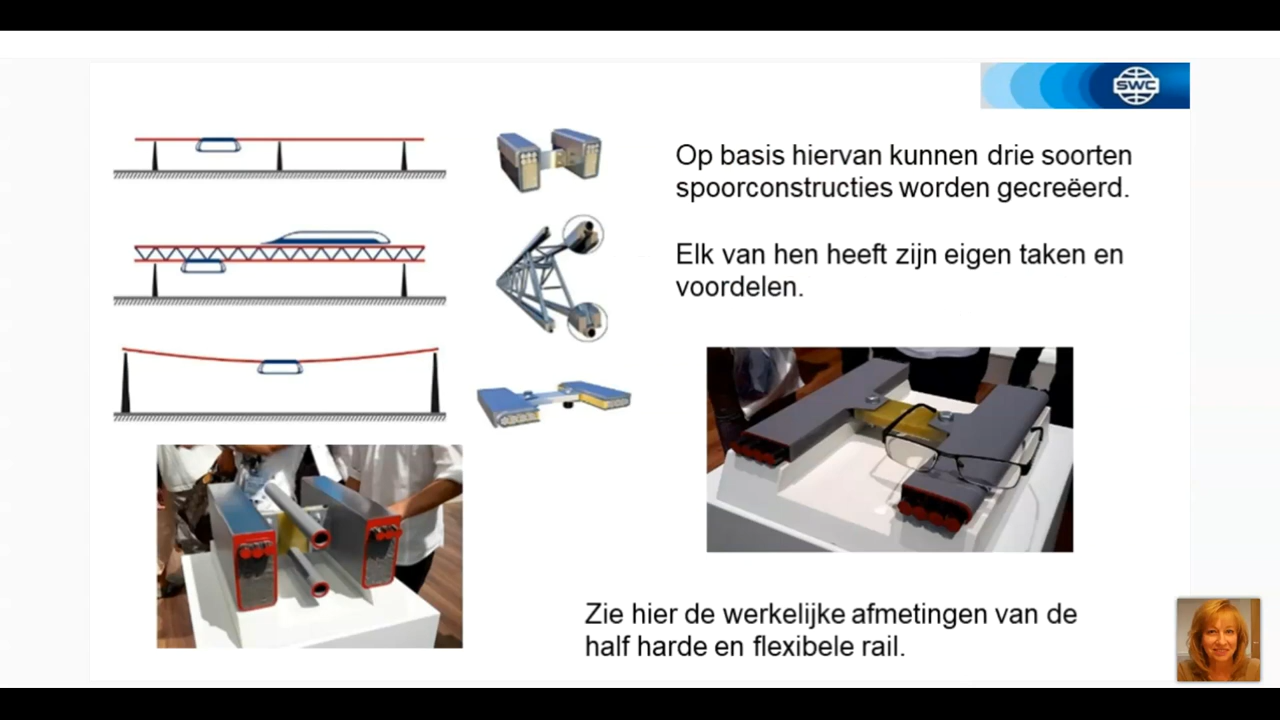 SWC
Op basis hiervan kunnen drie soorten
spoorconstructies worden gecreëerd.
Elk van hen heeft zijn eigen taken en
voordelen.
Zie hier de werkelijke afmetingen van de
half harde en flexibele rail.